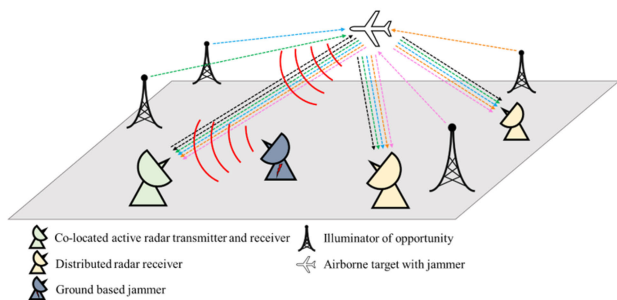 Co-located active radar transmitter and receiver
Illuminator of opportunity
Distributed radar receiver
Airborne target with jammer
Ground based jammer